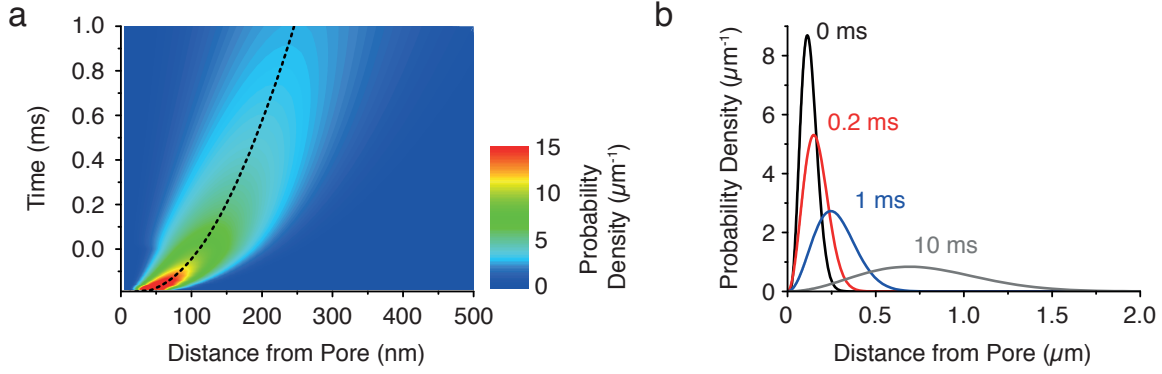 a
1.0
0.8
0.6
0.4
0.2
0.0
Time (ms)
0
100
200
300
400
500
Distance from Pore (nm)
15
10
5
0
Probability
Density (µm⁻¹)
b
8
6
4
2
0
Probability Density (µm⁻¹)
0 ms
0.2 ms
1 ms
10 ms
0
0.5
1.0
1.5
2.0
Distance from Pore (µm)